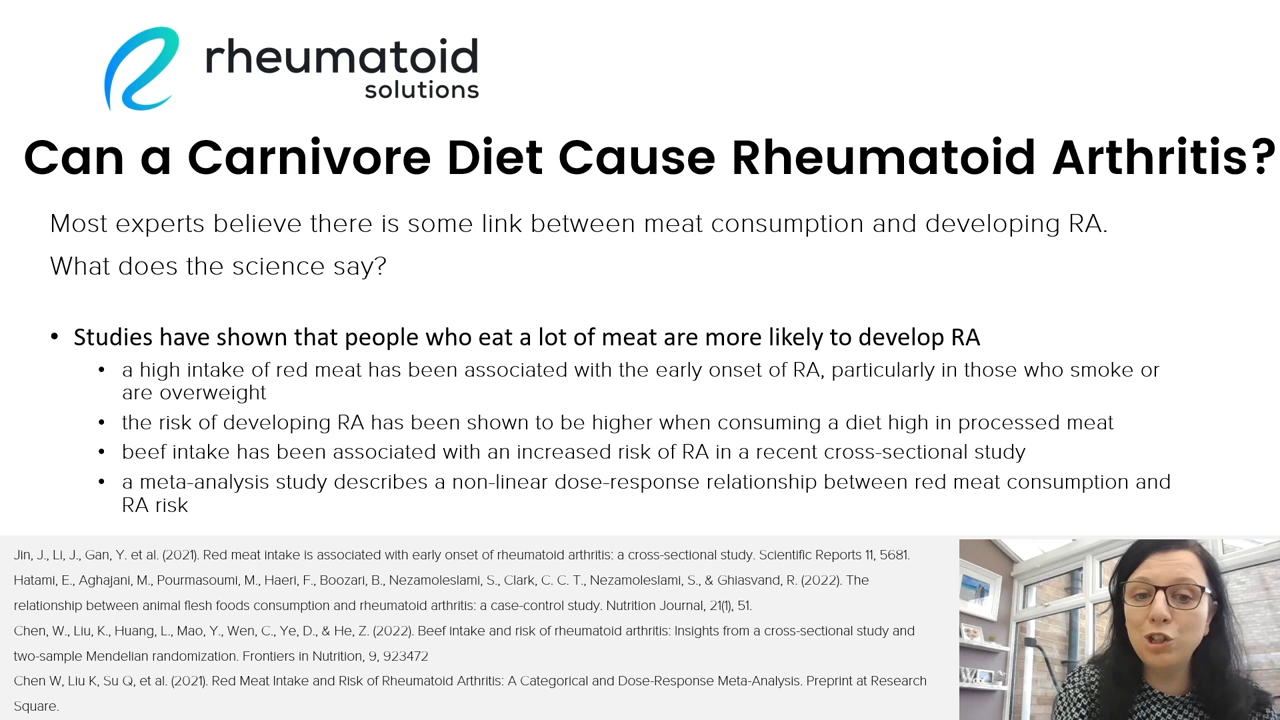 rheumatoid
solutions
Can a Carnivore Diet Cause Rheumatoid Arthritis?
Most experts believe there is some link between meat consumption and developing RA.
What does the science say?
• Studies have shown that people who eat a lot of meat are more likely to develop RA
• a high intake of red meat has been associated with the early onset of RA, particularly in those who smoke or
are overweight
• the risk of developing RA has been shown to be higher when consuming a diet high in processed meat
• beef intake has been associated with an increased risk of RA in a recent cross-sectional study
• a meta-analysis study describes a non-linear dose-response relationship between red meat consumption and
RA risk
Jin, J., Li, J., Gan, Y. et al. (2021). Red meat intake is associated with early onset of rheumatoid arthritis: a cross-sectional study. Scientific Reports 11, 5681.
Hatami, E., Aghajani, M., Pourmasoumi, M., Haeri, F., Boozari, B., Nezamoleslami, S., Clark, C. C. T., Nezamoleslami, S., & Ghiasvand, R. (2022). The
relationship between animal flesh foods consumption and rheumatoid arthritis: a case-control study. Nutrition Journal, 21(1), 51.
Chen, W., Liu, K., Huang, L., Mao, Y., Wen, C., Ye, D., & He, Z. (2022). Beef intake and risk of rheumatoid arthritis: Insights from a cross-sectional study and
two-sample Mendelian randomization. Frontiers in Nutrition, 9, 923472
Chen W, Liu K, Su Q, et al. (2021). Red Meat Intake and Risk of Rheumatoid Arthritis: A Categorical and Dose-Response Meta-Analysis. Preprint at Research
Square.